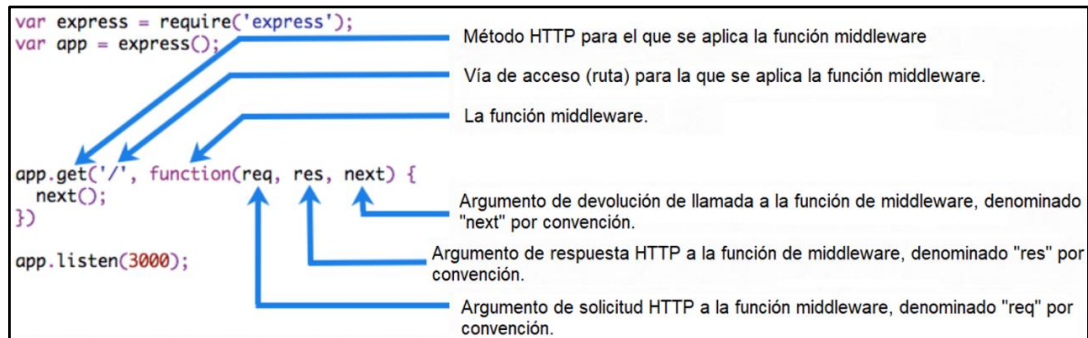 var express = require('express');
var app = express();
Método HTTP para el que se aplica la función middleware
Vía de acceso (ruta) para la que se aplica la función middleware.
La función middleware.
app.get('/', function(req, res, next) {
next();
})
app.listen(3000);
Argumento de devolución de llamada a la función de middleware, denominado
"next" por convención.
Argumento de respuesta HTTP a la función de middleware, denominado "res" por
convención.
Argumento de solicitud HTTP a la función middleware, denominado "req" por
convención.